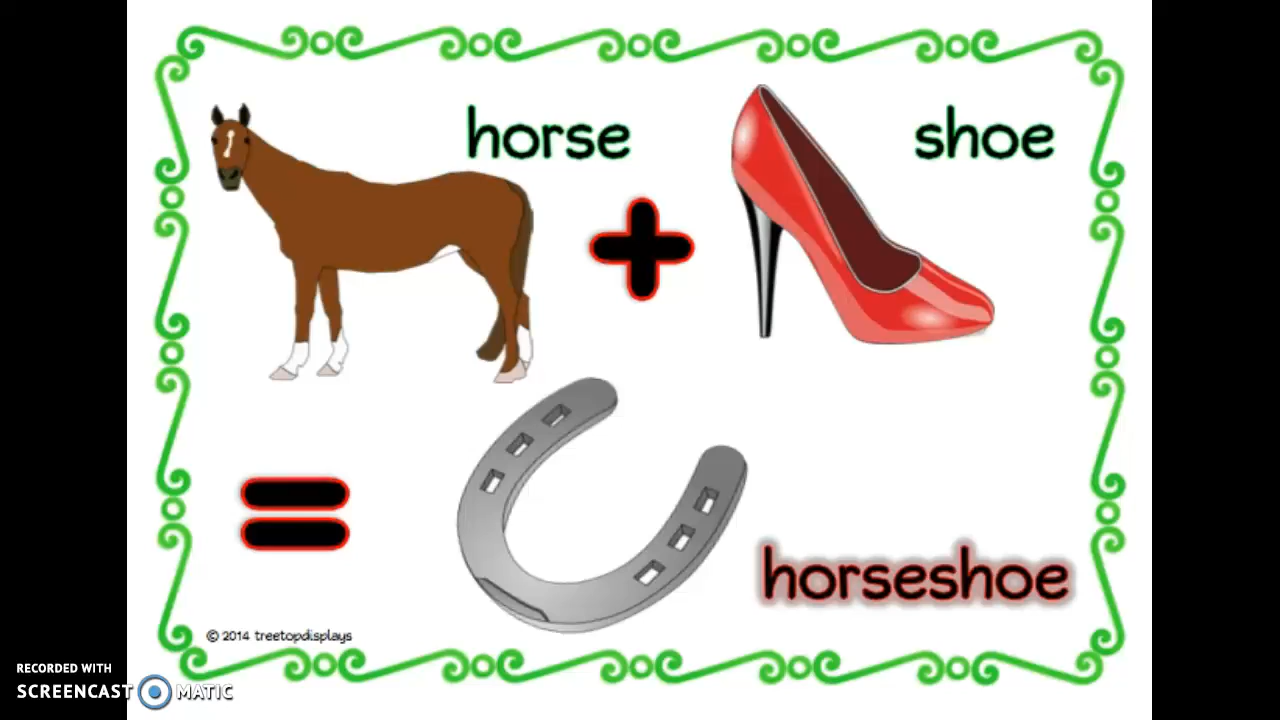 horse
shoe
horseshoe
© 2014 treetopdisplays
RECORDED WITH
SCREENCAST MATIC